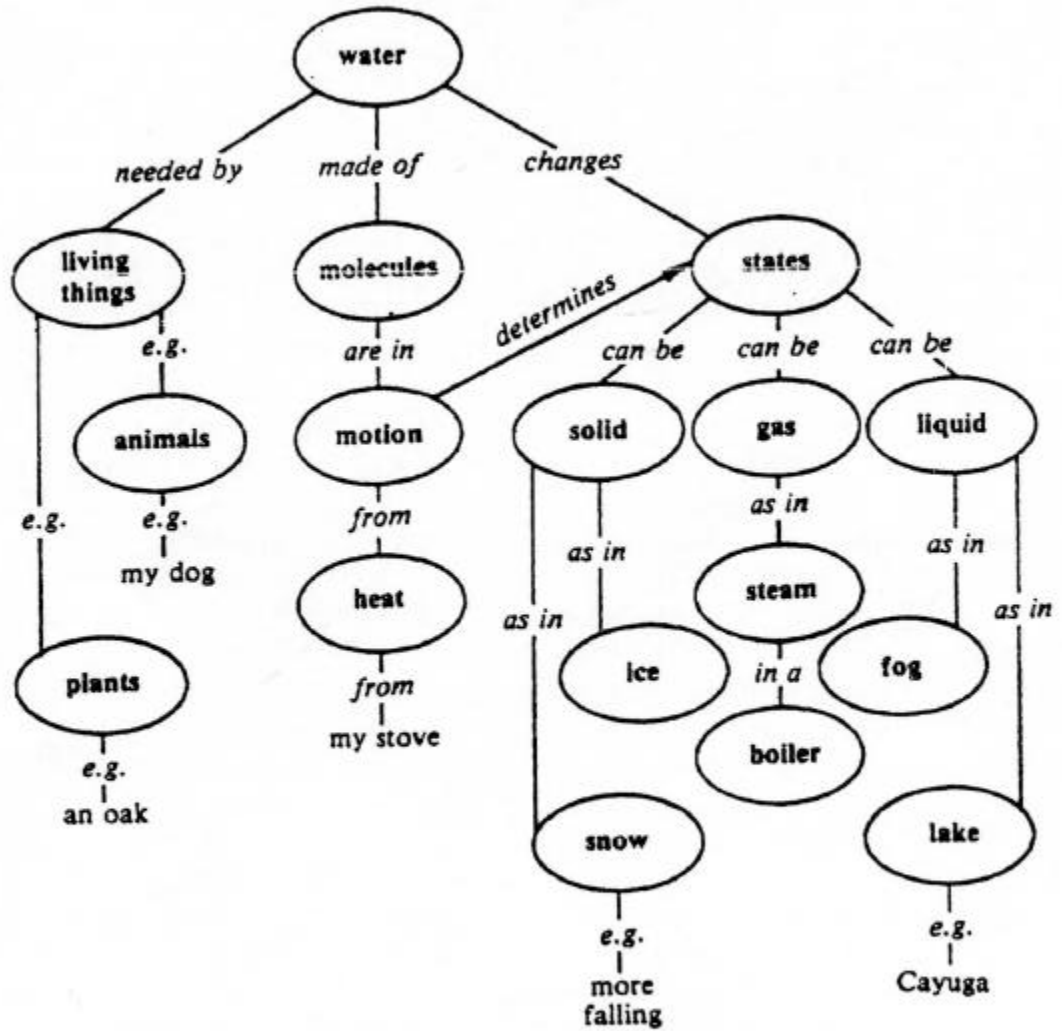 water
needed by
made of
changes
living
things
molecules
states
determines
e.g.
are in
can be
can be
can be
animals
motion
solid
gas
liquid
e.g.
e.g.
from
as in
as in
as in
my dog
heat
steam
as in
as in
plants
from
ice
in a
fog
my stove
boiler
e.g.
an oak
snow
lake
e.g.
e.g.
more
falling
Cayuga